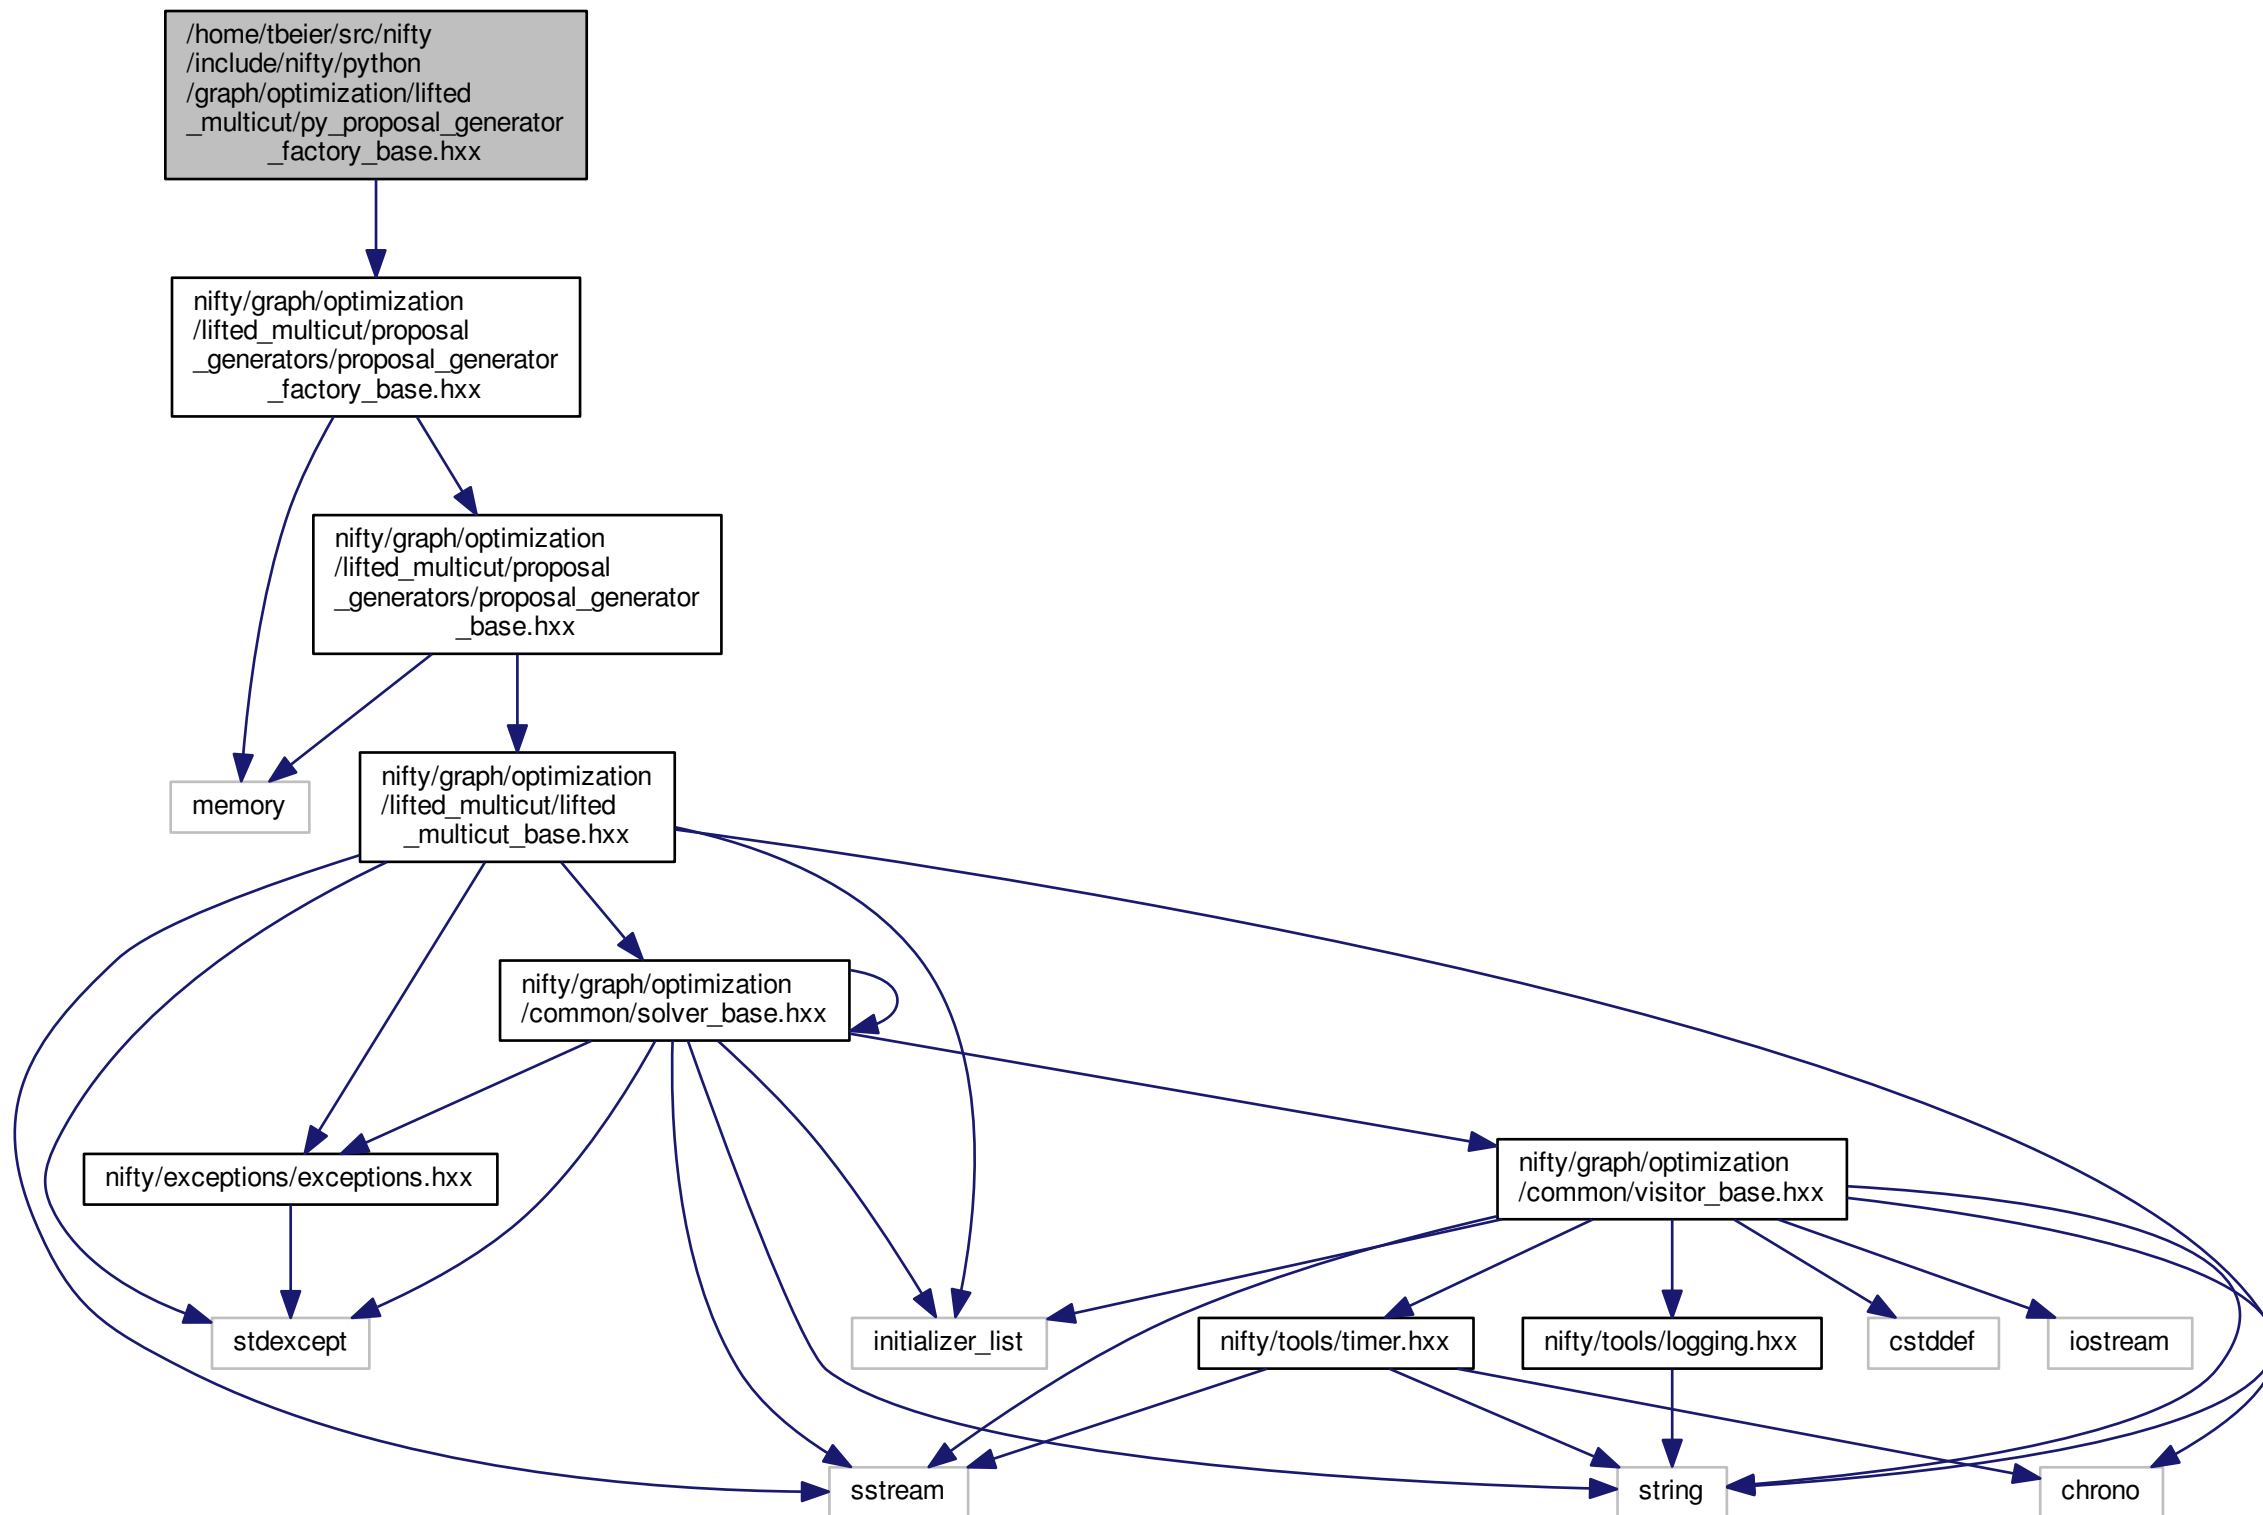 /home/tbeier/src/nifty
/include/nifty/python
/graph/optimization/lifted
_multicut/py_proposal_generator
_factory_base.hxx
nifty/graph/optimization
/lifted_multicut/proposal
_generators/proposal_generator
_factory_base.hxx
nifty/graph/optimization
/lifted_multicut/proposal
_generators/proposal_generator
_base.hxx
memory
nifty/graph/optimization
/lifted_multicut/lifted
_multicut_base.hxx
nifty/graph/optimization
/common/solver_base.hxx
nifty/exceptions/exceptions.hxx
nifty/graph/optimization
/common/visitor_base.hxx
stdexcept
initializer_list
nifty/tools/timer.hxx
nifty/tools/logging.hxx
cstddef
iostream
sstream
string
chrono